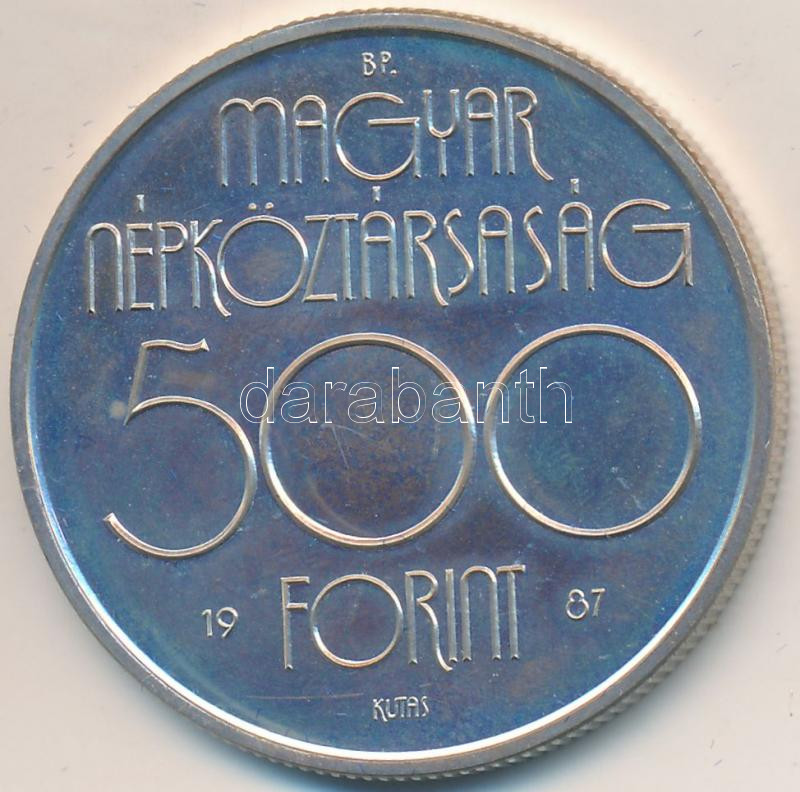 BP.
MAGYAR
NÉPKÖZTÁRSASÁG
500
darabanth
FORINT
19 87
KUTAS